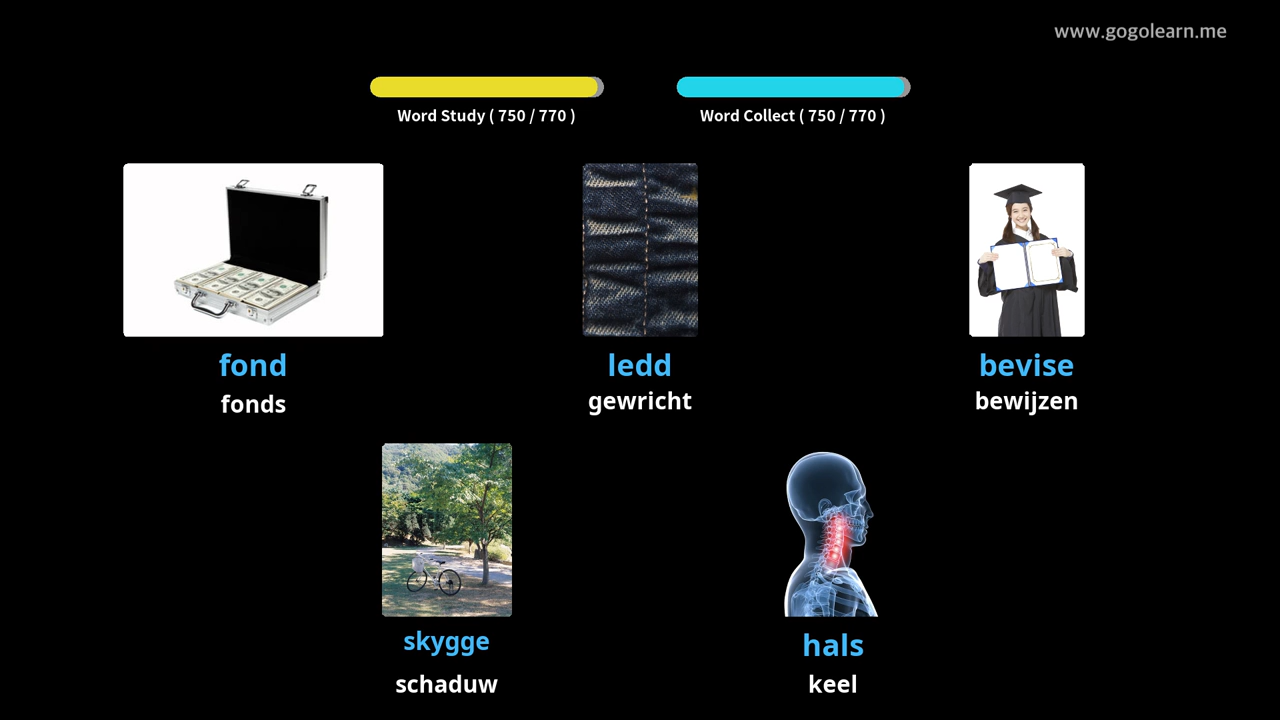 www.gogolearn.me
Word Study ( 750 / 770 )
Word Collect ( 750 / 770 )
fond
fonds
ledd
gewricht
bevise
bewijzen
skygge
schaduw
hals
keel